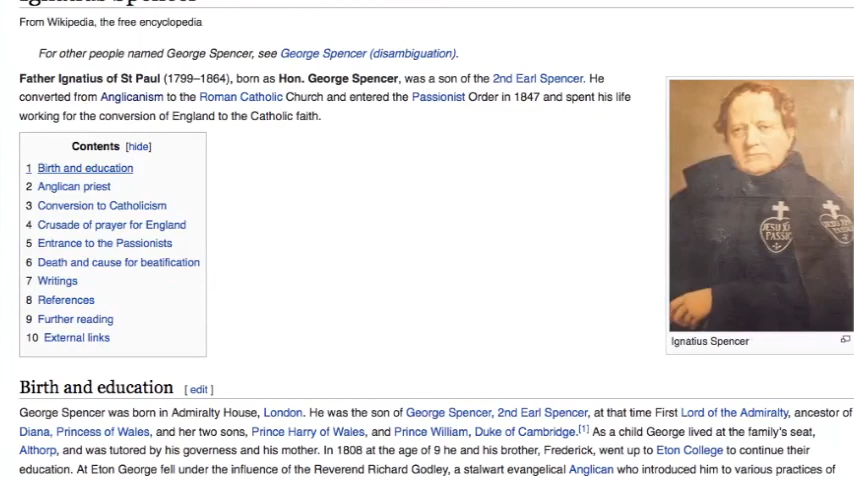 Ignatius Spencer
From Wikipedia, the free encyclopedia
For other people named George Spencer, see George Spencer (disambiguation).
Father Ignatius of St Paul (1799–1864), born as Hon. George Spencer, was a son of the 2nd Earl Spencer. He
converted from Anglicanism to the Roman Catholic Church and entered the Passionist Order in 1847 and spent his life
working for the conversion of England to the Catholic faith.
Contents [hide]
1 Birth and education
2 Anglican priest
3 Conversion to Catholicism
4 Crusade of prayer for England
5 Entrance to the Passionists
6 Death and cause for beatification
7 Writings
8 References
9 Further reading
10 External links
JESU XI
PASSIO
Ignatius Spencer
Birth and education [edit]
George Spencer was born in Admiralty House, London. He was the son of George Spencer, 2nd Earl Spencer, at that time First Lord of the Admiralty, ancestor of
Diana, Princess of Wales, and her two sons, Prince Harry of Wales, and Prince William, Duke of Cambridge.[1] As a child George lived at the family's seat,
Althorp, and was tutored by his governess and his mother. In 1808 at the age of 9 he and his brother, Frederick, went up to Eton College to continue their
education. At Eton George fell under the influence of the Reverend Richard Godley, a stalwart evangelical Anglican who introduced him to various practices of